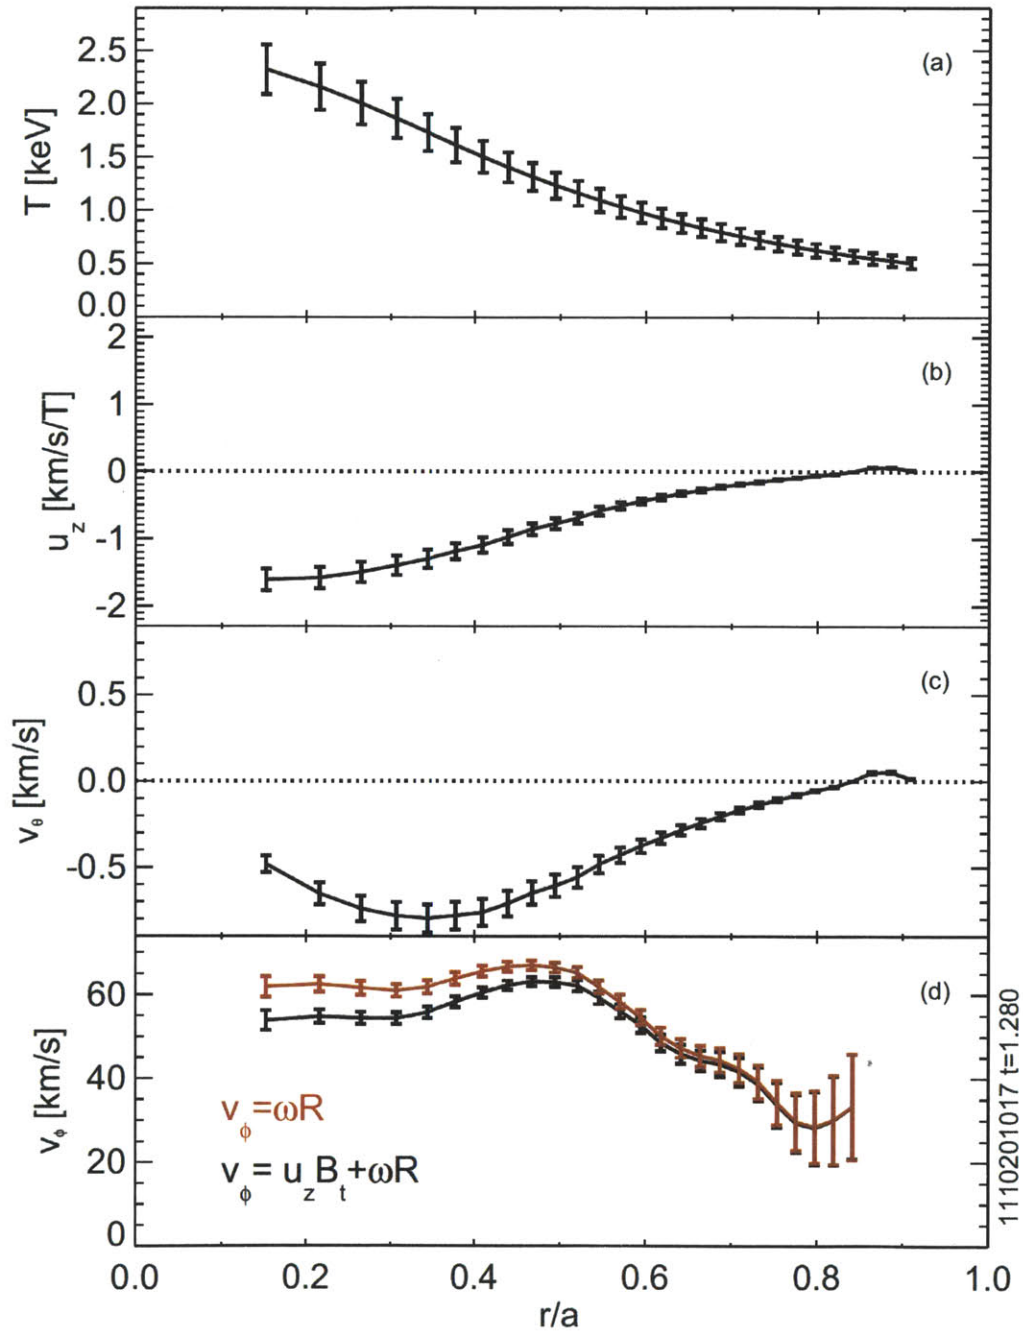 2.5
2.0
1.5
1.0
0.5
0.0
T [keV]
(a)
2
1
0
-1
-2
u_z [km/s/T]
(b)
0.5
0.0
-0.5
v_θ [km/s]
(c)
60
40
20
0
v_ϕ [km/s]
(d)
v_ϕ=ωR
v_ϕ= u_z B_t+ωR
1110201017 t=1.280
0.0 0.2 0.4 0.6 0.8 1.0
r/a